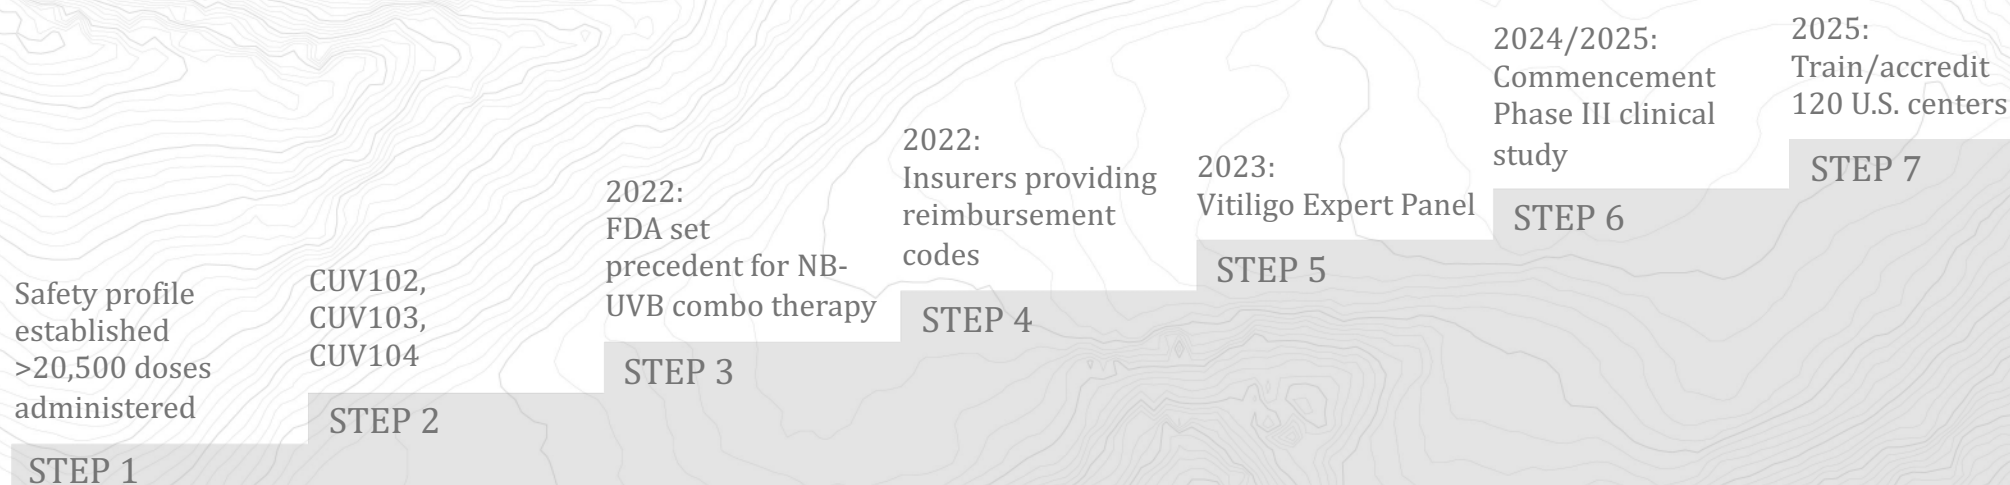 Safety profile
established
>20,500 doses
administered
STEP 1
CUV102,
CUV103,
CUV104
STEP 2
2022:
FDA set
precedent for NB-
UVB combo therapy
STEP 3
2022:
Insurers providing
reimbursement
codes
STEP 4
2023:
Vitiligo Expert Panel
STEP 5
2024/2025:
Commencement
Phase III clinical
study
STEP 6
2025:
Train/accredit
120 U.S. centers
STEP 7